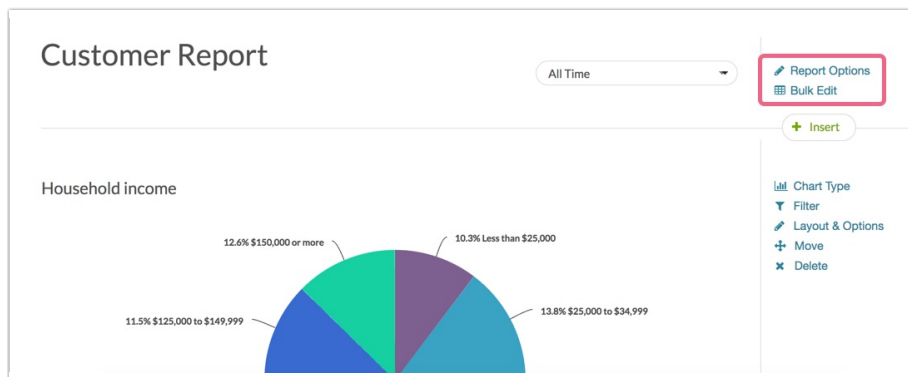 Customer Report
All Time
Report Options
Bulk Edit
Insert
Household income
Chart Type
Filter
Layout & Options
Move
Delete
12.6% $150,000 or more
10.3% Less than $25,000
11.5% $125,000 to $149,999
13.8% $25,000 to $34,999